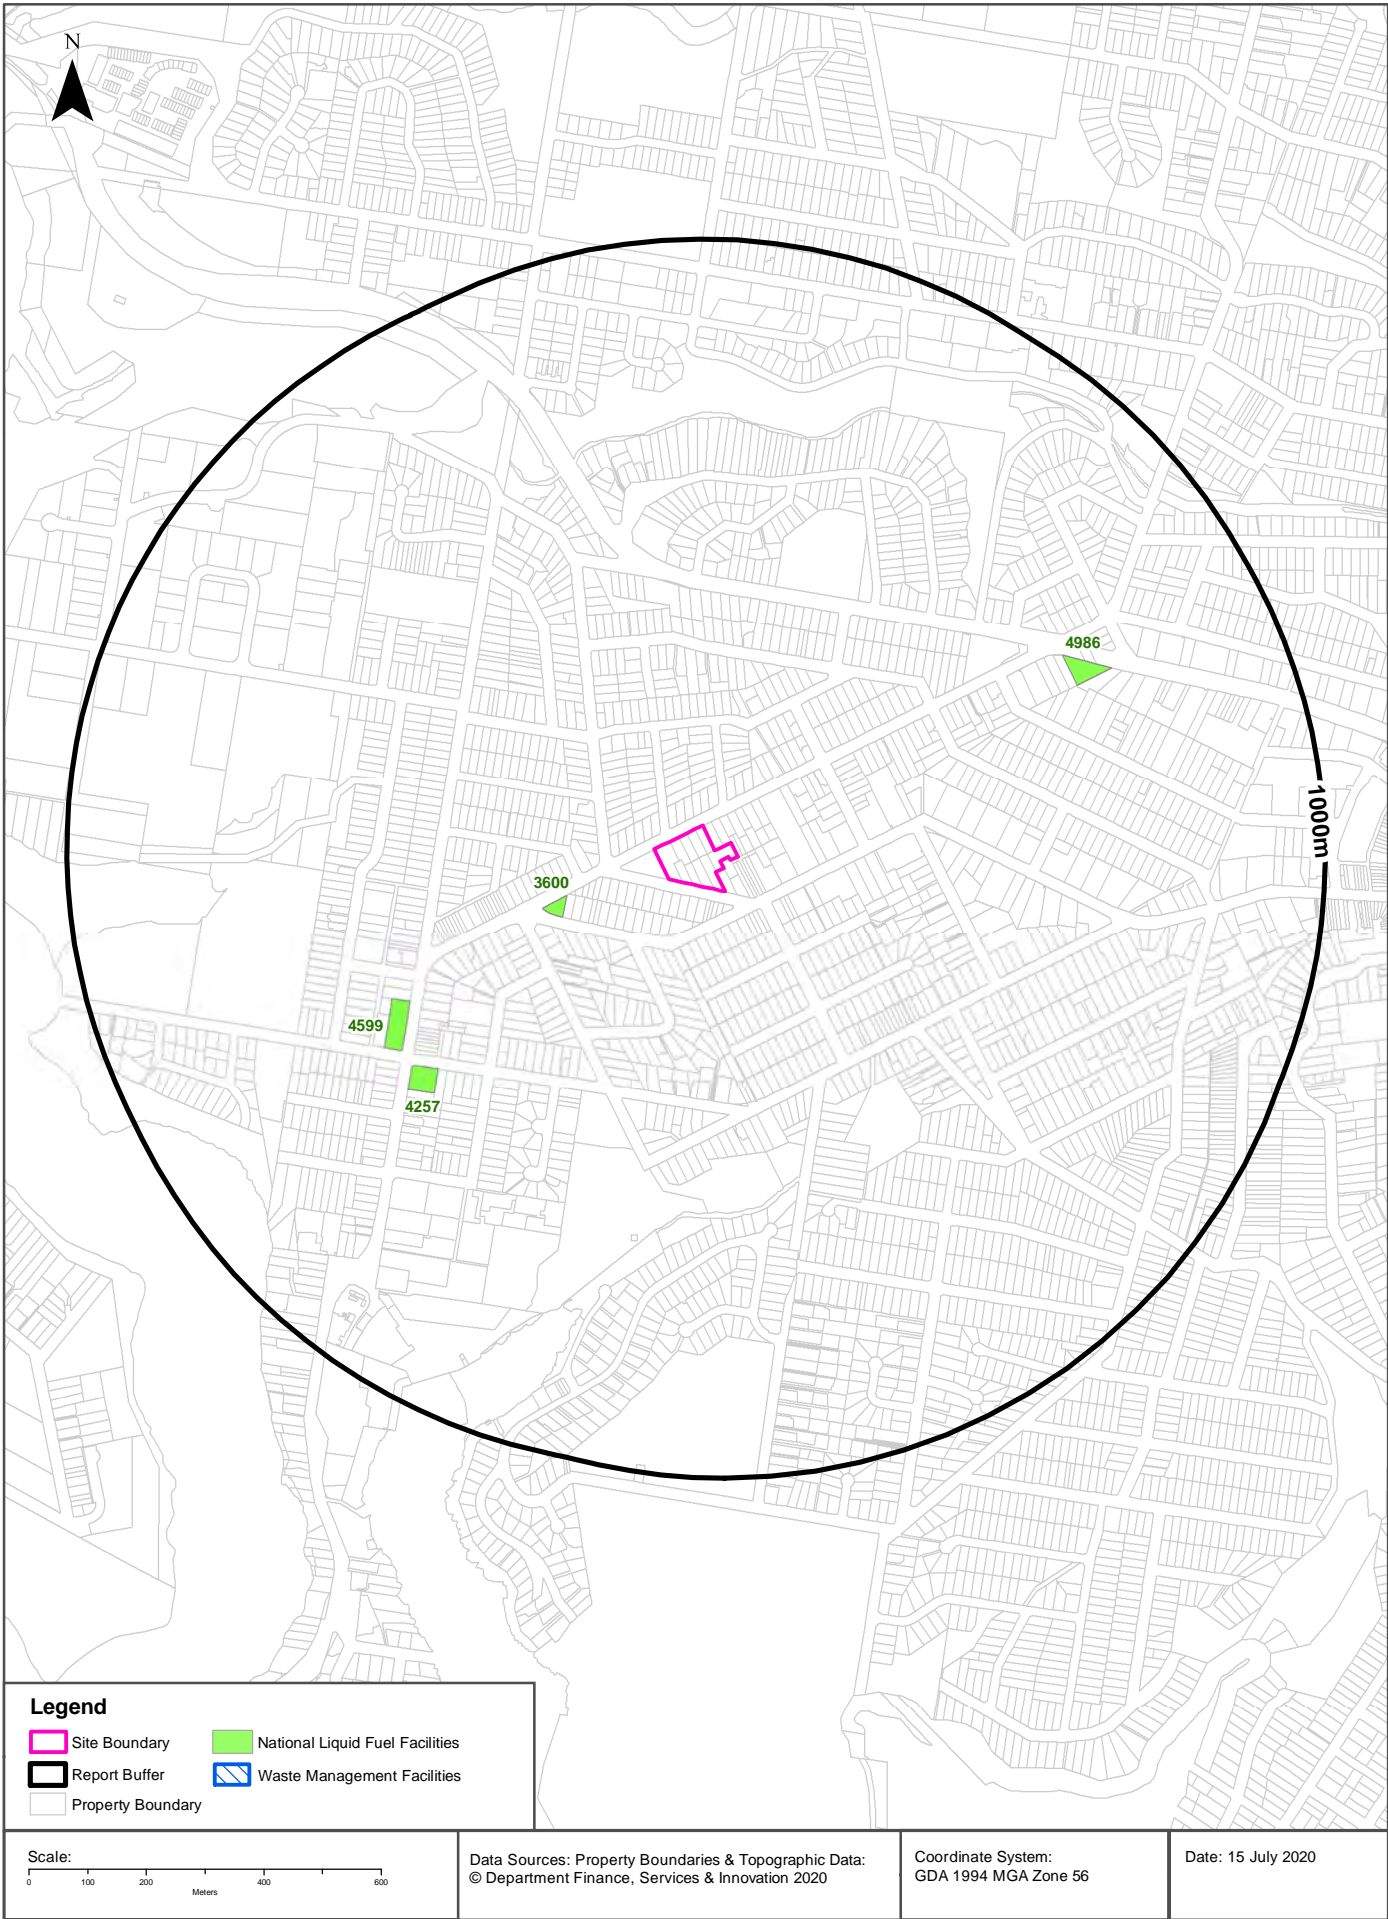 N
4986
1000m
3600
4599
4257
Legend
Site Boundary
National Liquid Fuel Facilities
Report Buffer
Waste Management Facilities
Property Boundary
Scale:
0 100 200 400 600
Meters
Data Sources: Property Boundaries & Topographic Data:
© Department Finance, Services & Innovation 2020
Coordinate System:
GDA 1994 MGA Zone 56
Date: 15 July 2020